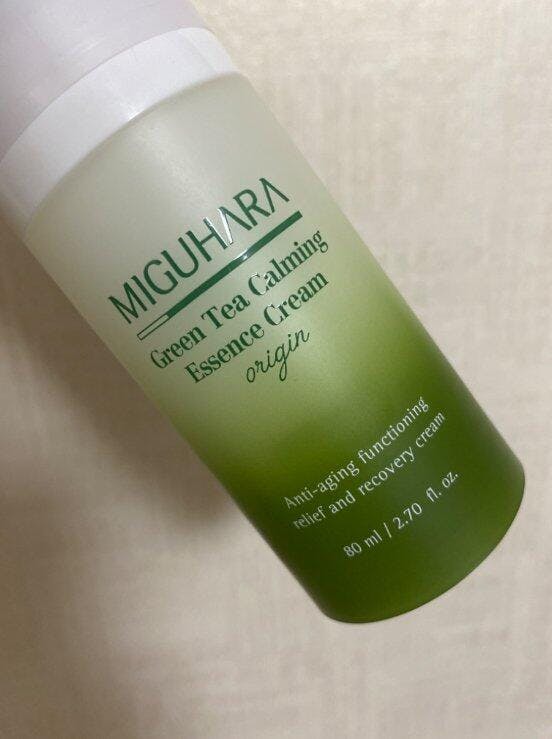 MIGUHARA
Green Tea Calming
Essence Cream
origin
Anti-aging functioning
relief and recovery cream
80 ml / 2.70 fl. oz.